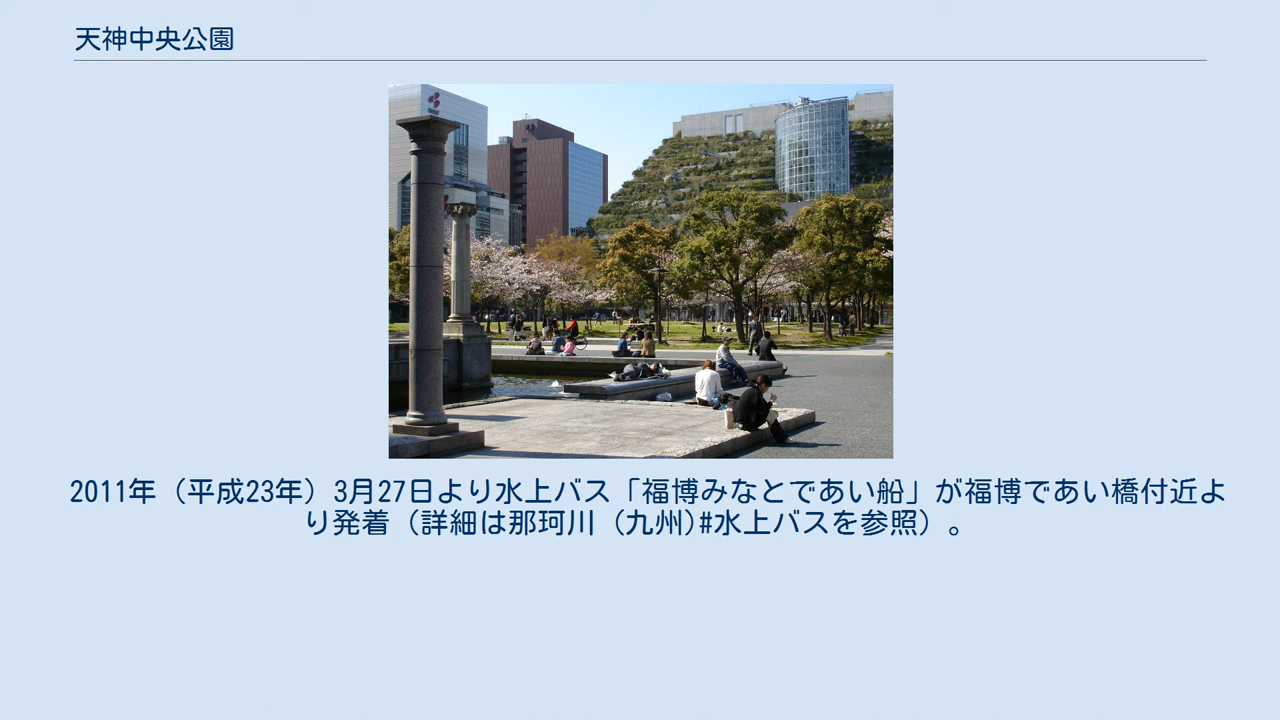 天神中央公園
2011年（平成23年）3月27日より水上バス「福博みなとであい船」が福博であい橋付近よ
り発着（詳細は那珂川 (九州)#水上バスを参照）。